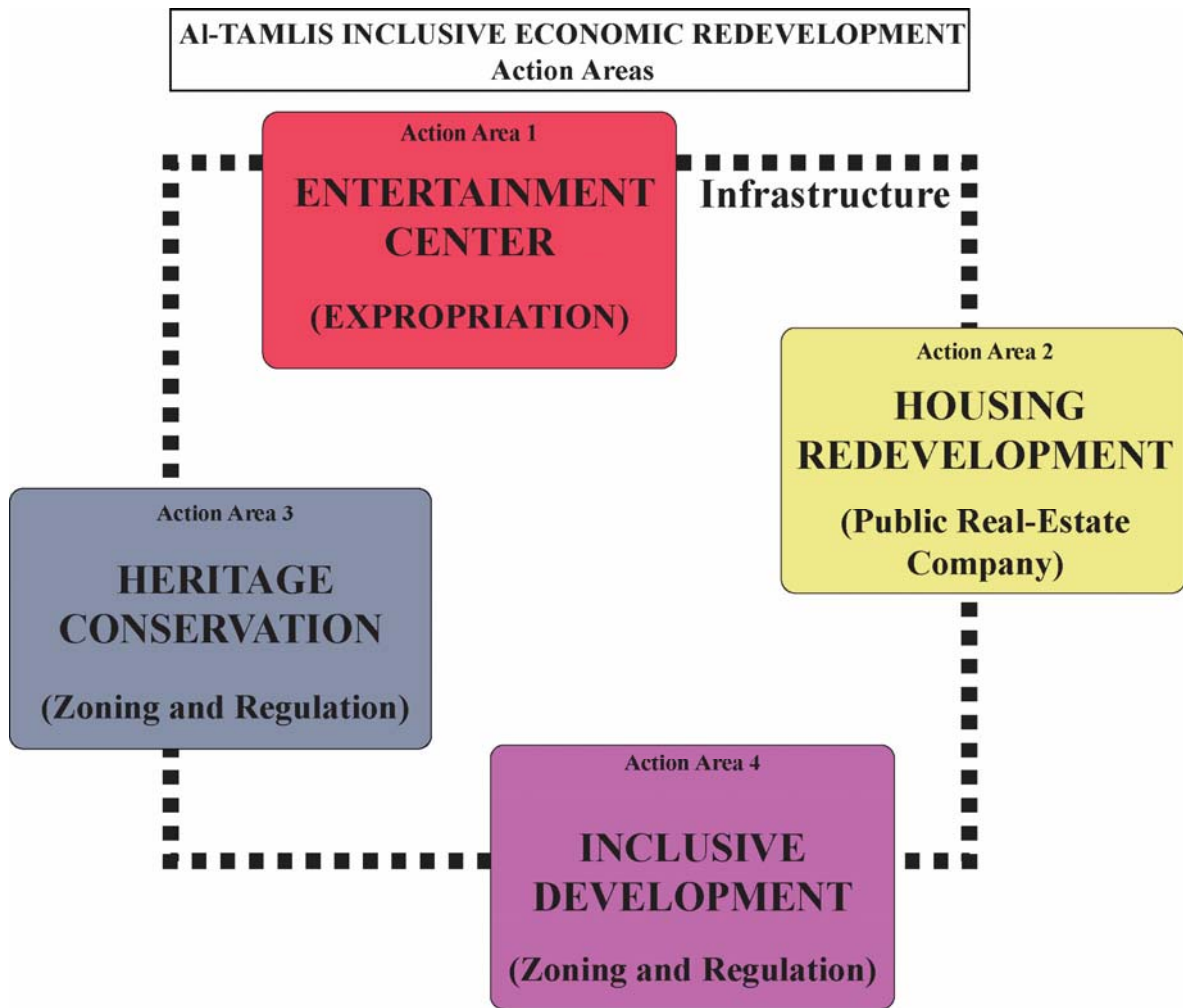 Al-TAMLIS INCLUSIVE ECONOMIC REDEVELOPMENT
Action Areas
Action Area 1
ENTERTAINMENT
CENTER
(EXPROPRIATION)
Infrastructure
Action Area 2
HOUSING
REDEVELOPMENT
(Public Real-Estate
Company)
Action Area 3
HERITAGE
CONSERVATION
(Zoning and Regulation)
Action Area 4
INCLUSIVE
DEVELOPMENT
(Zoning and Regulation)